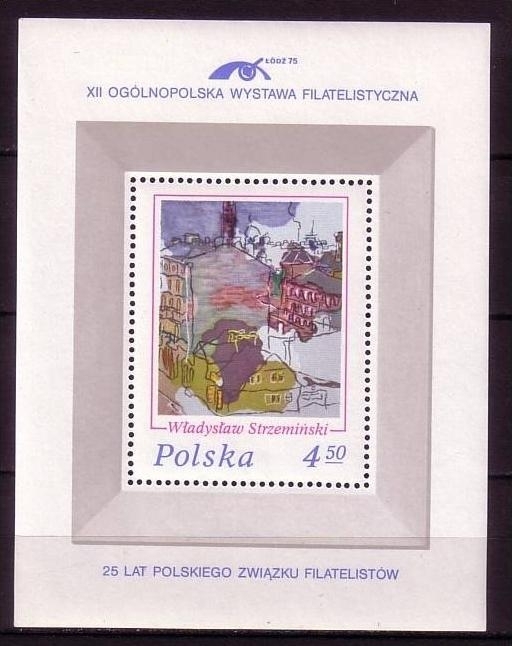 ŁÓDŹ 75
XII OGÓLNOPOLSKA WYSTAWA FILATELISTYCZNA
Władysław Strzemiński
Polska 4 50
25 LAT POLSKIEGO ZWIĄZKU FILATELISTÓW